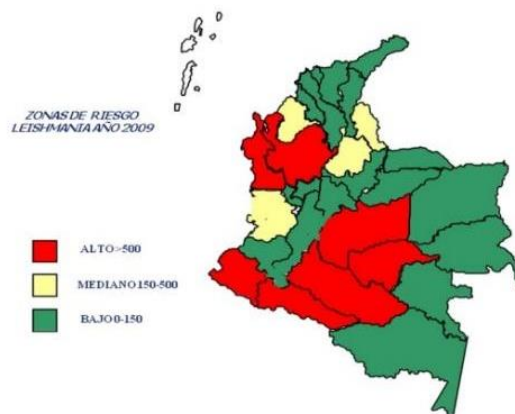 ZONAS DE RIESGO
LEISHMANIA AÑO 2009
ALTO >500
MEDIANO 150-500
BAJO 0-150